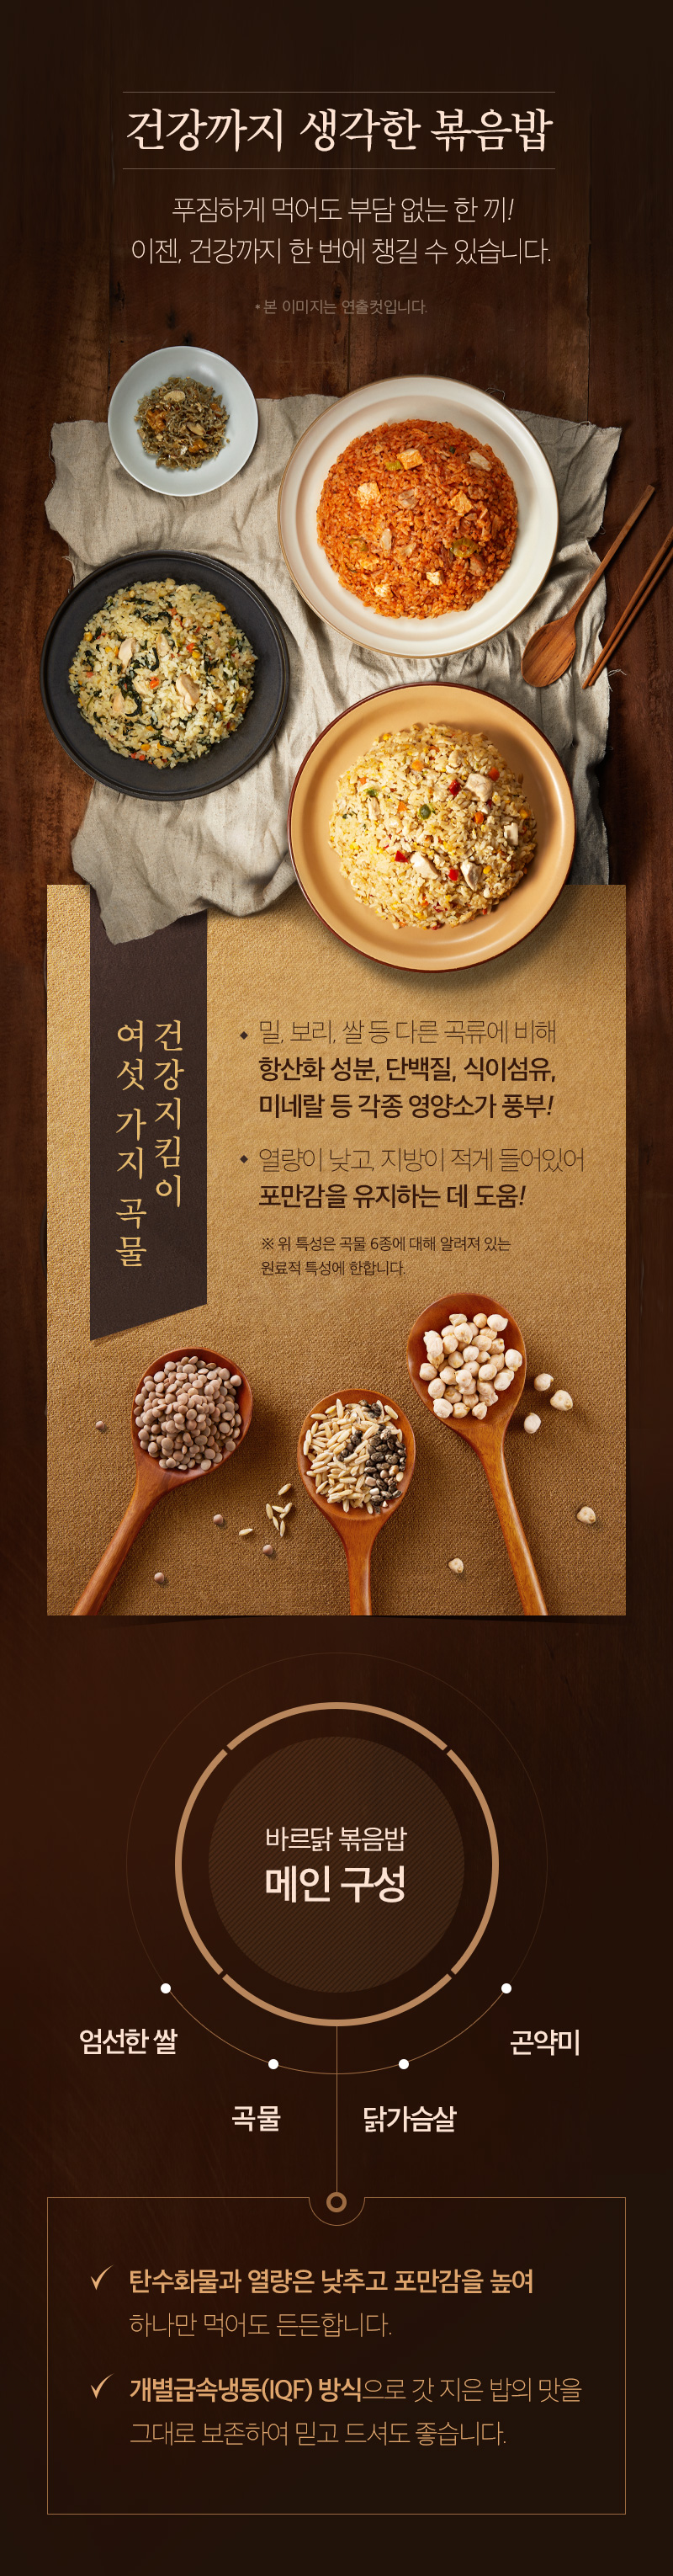 건강까지 생각한 볶음밥
푸짐하게 먹어도 부담 없는 한 끼!
이젠, 건강까지 한 번에 챙길 수 있습니다.
• 본 이미지는 연출컷입니다.
건강지킴이
여섯 가지 곡물
◆ 밀, 보리, 쌀 등 다른 곡류에 비해
항산화 성분, 단백질, 식이섬유,
미네랄 등 각종 영양소가 풍부!
◆ 열량이 낮고, 지방이 적게 들어있어
포만감을 유지하는 데 도움!
※ 위 특성은 곡물 6종에 대해 알려져 있는
원료적 특성에 한합니다.
바르닭 볶음밥
메인 구성
엄선한 쌀
곡물
닭가슴살
곤약미
탄수화물과 열량은 낮추고 포만감을 높여
하나만 먹어도 든든합니다.
개별급속냉동(IQF) 방식으로 갓 지은 밥의 맛을
그대로 보존하여 믿고 드셔도 좋습니다.